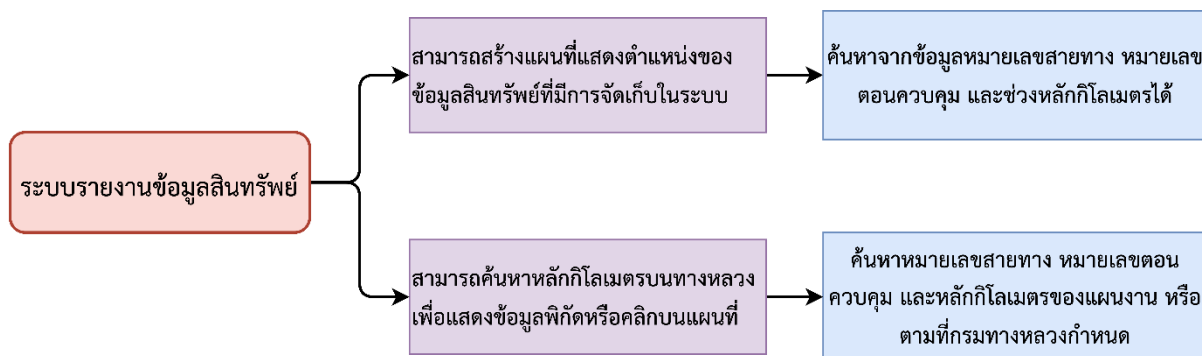 สามารถสร้างแผนที่แสดงตำแหน่งของ
ข้อมูลสินทรัพย์ที่มีการจัดเก็บในระบบ
ค้นหาจากข้อมูลหมายเลขสายทาง หมายเลข
ตอนควบคุม และช่วงหลักกิโลเมตรได้
ระบบรายงานข้อมูลสินทรัพย์
สามารถค้นหาหลักกิโลเมตรบนทางหลวง
เพื่อแสดงข้อมูลพิกัดหรือคลิกบนแผนที่
ค้นหาหมายเลขสายทาง หมายเลขตอน
ควบคุม และหลักกิโลเมตรของแผนงาน หรือ
ตามที่กรมทางหลวงกำหนด